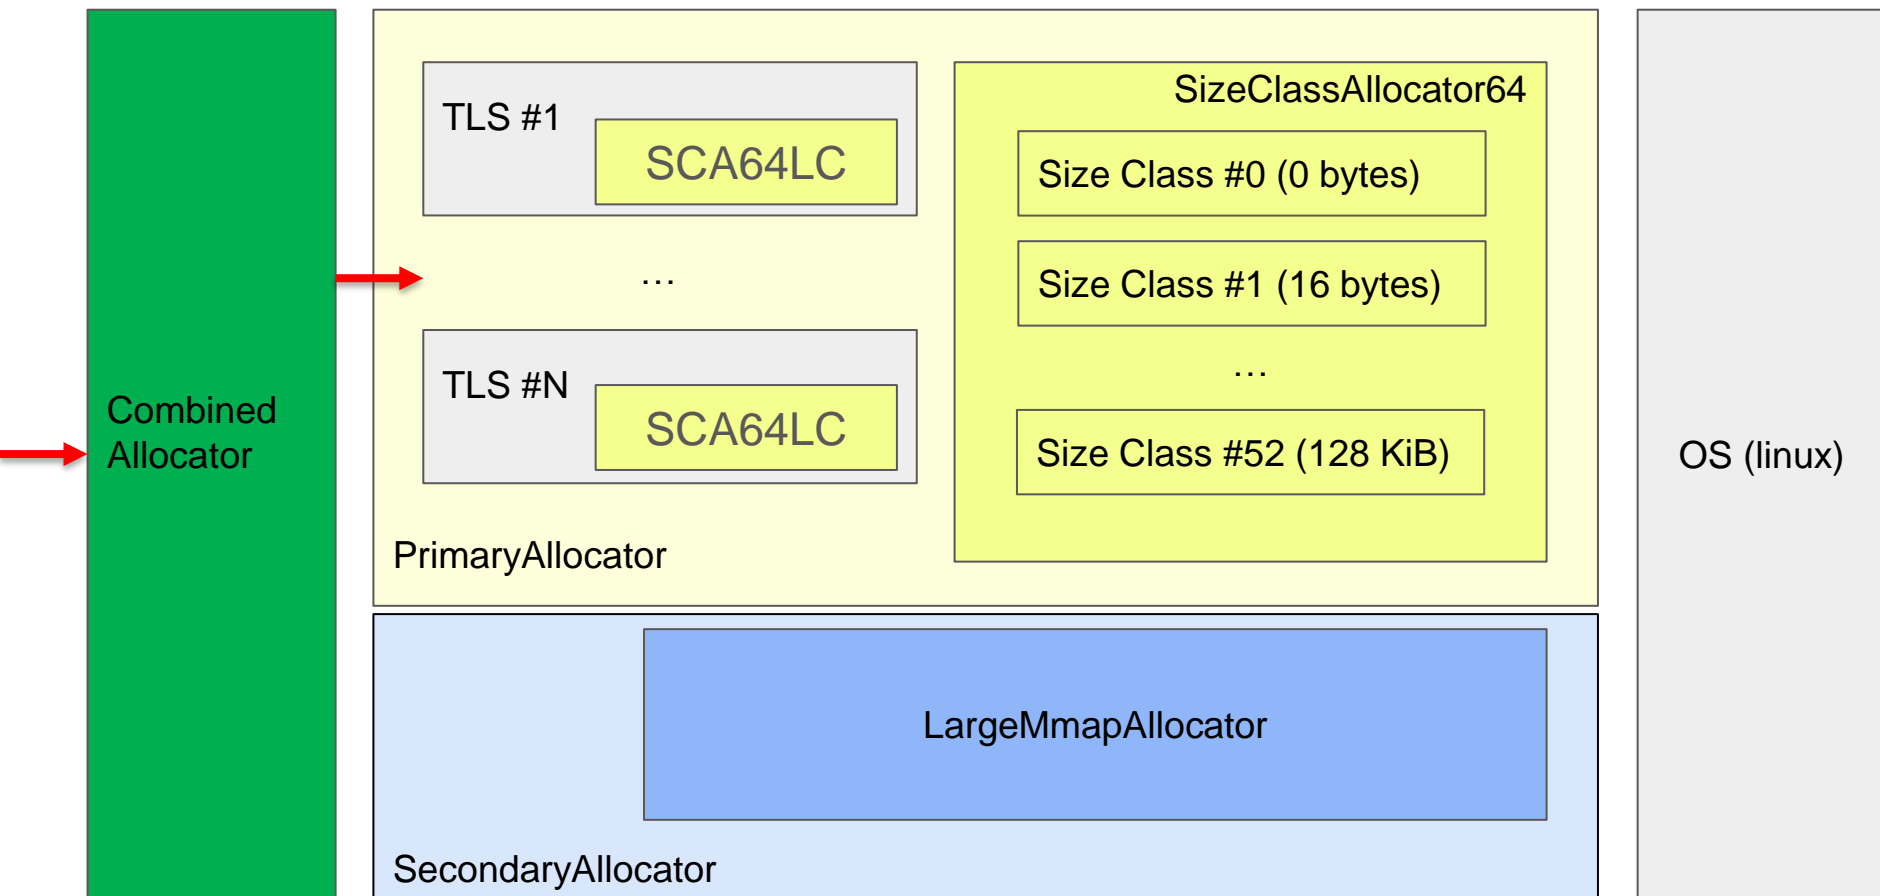 Combined
Allocator
TLS #1
SCA64LC
…
TLS #N
SCA64LC
PrimaryAllocator
SizeClassAllocator64
Size Class #0 (0 bytes)
Size Class #1 (16 bytes)
…
Size Class #52 (128 KiB)
LargeMmapAllocator
SecondaryAllocator
OS (linux)